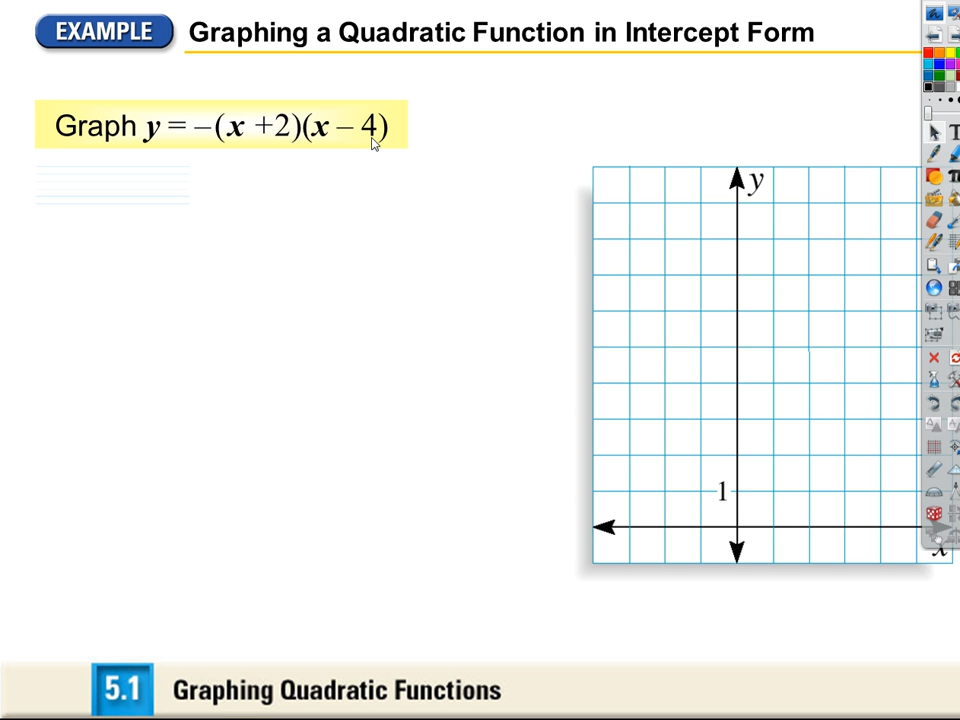 EXAMPLE Graphing a Quadratic Function in Intercept Form
Graph y = –(x +2)(x – 4)
y
1
x
5.1 Graphing Quadratic Functions